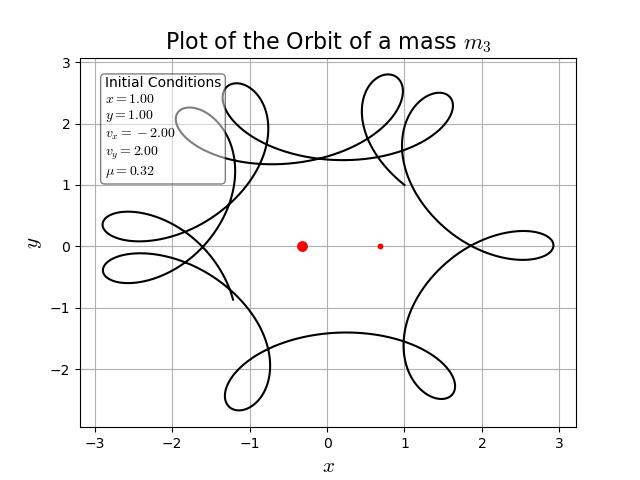 Plot of the Orbit of a mass m₃
Initial Conditions
x = 1.00
y = 1.00
vₓ = −2.00
v_y = 2.00
μ = 0.32
y
3
2
1
0
−1
−2
−3 −2 −1 0 1 2 3
x